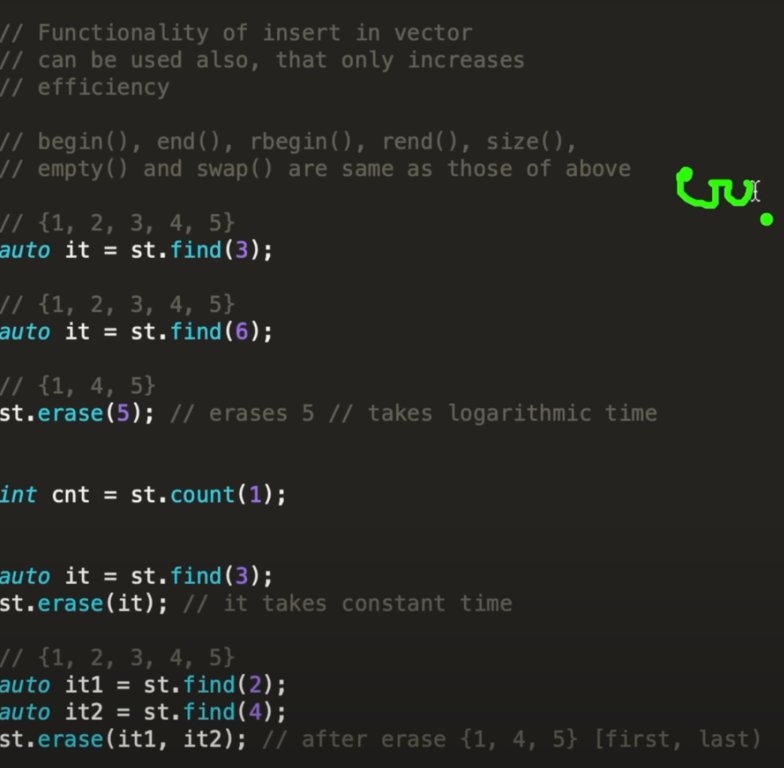 // Functionality of insert in vector
// can be used also, that only increases
// efficiency
// begin(), end(), rbegin(), rend(), size(),
// empty() and swap() are same as those of above
// {1, 2, 3, 4, 5}
auto it = st.find(3);
// {1, 2, 3, 4, 5}
auto it = st.find(6);
// {1, 4, 5}
st.erase(5); // erases 5 // takes logarithmic time
int cnt = st.count(1);
auto it = st.find(3);
st.erase(it); // it takes constant time
// {1, 2, 3, 4, 5}
auto it1 = st.find(2);
auto it2 = st.find(4);
st.erase(it1, it2); // after erase {1, 4, 5} [first, last)